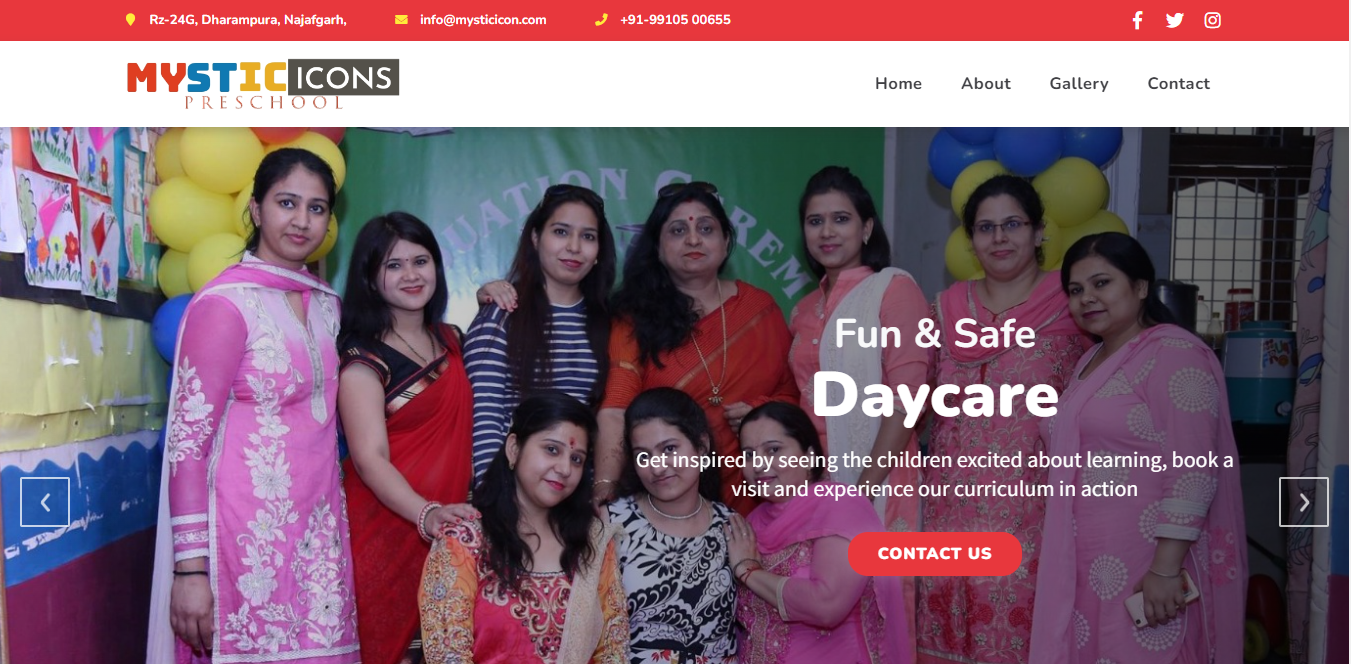 Rz-24G, Dharampura, Najafgarh,
info@mysticicon.com
+91-99105 00655
MYSTIC ICONS
PRESCHOOL
Home
About
Gallery
Contact
Fun & Safe
Daycare
Get inspired by seeing the children excited about learning, book a
visit and experience our curriculum in action
CONTACT US